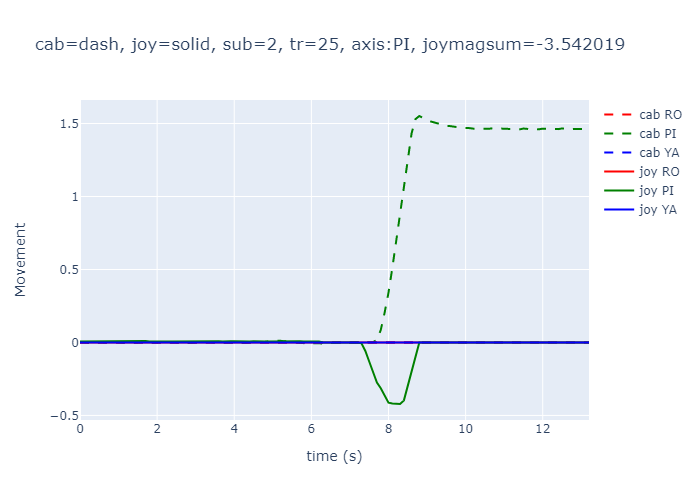 cab=dash, joy=solid, sub=2, tr=25, axis:PI, joymagsum=-3.542019
cab RO
cab PI
cab YA
joy RO
joy PI
joy YA
Movement
1.5
1
0.5
0
−0.5
0 2 4 6 8 10 12
time (s)